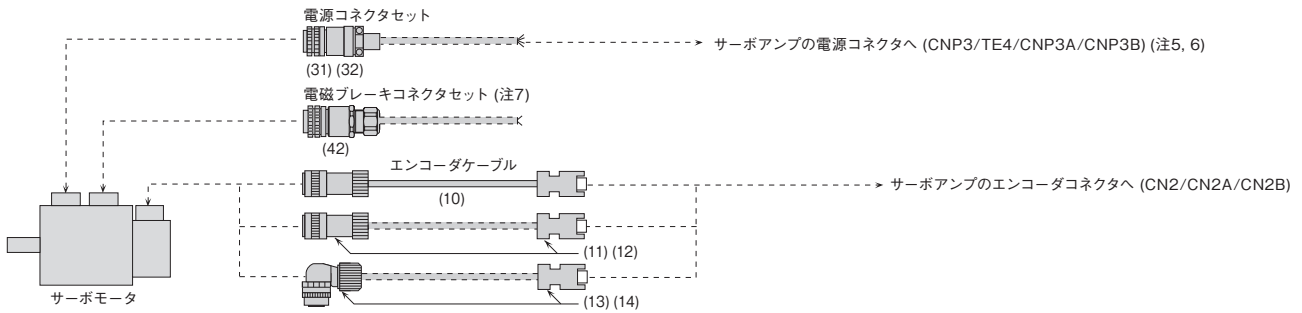 電源コネクタセット
サーボアンプの電源コネクタへ (CNP3/TE4/CNP3A/CNP3B) (注5, 6)
(31) (32)
電磁ブレーキコネクタセット (注7)
(42)
エンコーダケーブル
(10)
サーボアンプのエンコーダコネクタへ (CN2/CN2A/CN2B)
(11) (12)
(13) (14)
サーボモータ